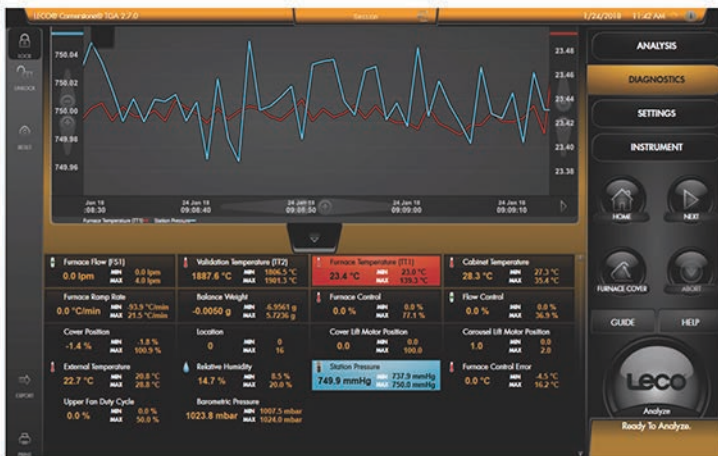 LECO® Cornerstone® TGA 2.7.0
Session
1/24/2018 11:42 AM
LOCK
UNLOCK
EXPORT
750.04
750.02
750.00
749.98
749.96
23.48
23.46
23.44
23.42
23.40
23.38
Jan 18 24 Jan 18 24 Jan 18 24 Jan 18 24 Jan 18
:08:30 09:08:40 09:08:50 09:09:00 09:09:10
Furnace Temperature (TT1) Station Pressure
ANALYSIS
DIAGNOSTICS
SETTINGS
INSTRUMENT
HOME NEXT
FURNACE COVER ABORT
GUIDE HELP
LECO
Analyze
Ready To Analyze.
Furnace Flow (FS1)
0.0 lpm MIN 0.0 lpm
MAX 4.0 lpm
Validation Temperature (TT2)
1887.6 °C MIN 1806.5 °C
MAX 1901.3 °C
Furnace Temperature (TT1)
23.4 °C MIN 23.0 °C
MAX 139.3 °C
Cabinet Temperature
28.3 °C MIN 27.3 °C
MAX 35.4 °C
Furnace Ramp Rate
0.0 °C/min MIN -93.9 °C/min
MAX 21.5 °C/min
Balance Weight
-0.0050 g MIN -6.9561 g
MAX 5.7236 g
Furnace Control
0.0 % MIN 0.0 %
MAX 77.1 %
Flow Control
0.0 % MIN 0.0 %
MAX 36.9 %
Cover Position
-1.4 % MIN -1.8 %
MAX 100.9 %
Location
0 MIN 0
MAX 16
Cover Lift Motor Position
0.0 MIN 0.0
MAX 100.0
Carousel Lift Motor Position
1.0 MIN 0.0
MAX 2.0
External Temperature
22.7 °C MIN 20.8 °C
MAX 28.8 °C
Relative Humidity
14.7 % MIN 8.5 %
MAX 20.0 %
Station Pressure
749.9 mmHg MIN 737.9 mmHg
MAX 750.0 mmHg
Furnace Control Error
0.0 °C MIN -4.5 °C
MAX 16.2 °C
Upper Fan Duty Cycle
0.0 % MIN 0.0 %
MAX 50.0 %
Barometric Pressure
1023.8 mbar MIN 1007.5 mbar
MAX 1024.0 mbar